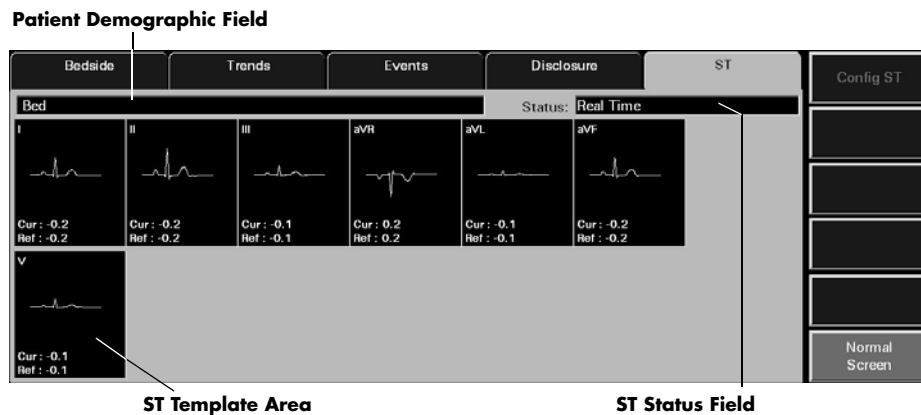 Patient Demographic Field
Bedside Trends Events Disclosure ST
Config ST
Bed Status: Real Time
I II III aVR aVL aVF
Cur: -0.2 Cur: -0.2 Cur: -0.1 Cur: 0.2 Cur: -0.1 Cur: -0.2
Ref: -0.2 Ref: -0.2 Ref: -0.1 Ref: 0.2 Ref: -0.1 Ref: -0.2
V
Cur: -0.1
Ref: -0.1
Normal
Screen
ST Template Area ST Status Field